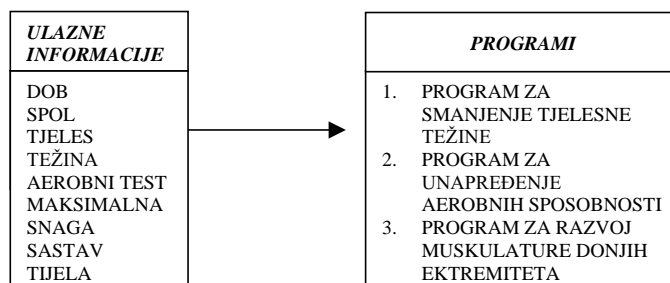 ULAZNE
INFORMACIJE
DOB
SPOL
TJELES
TEŽINA
AEROBNI TEST
MAKSIMALNA
SNAGA
SASTAV
TIJELA
PROGRAMI
1. PROGRAM ZA
SMANJENJE TJELESNE
TEŽINE
2. PROGRAM ZA
UNAPREĐENJE
AEROBNIH SPOSOBNOSTI
3. PROGRAM ZA RAZVOJ
MUSKULATURE DONJIH
EKTREMITETA